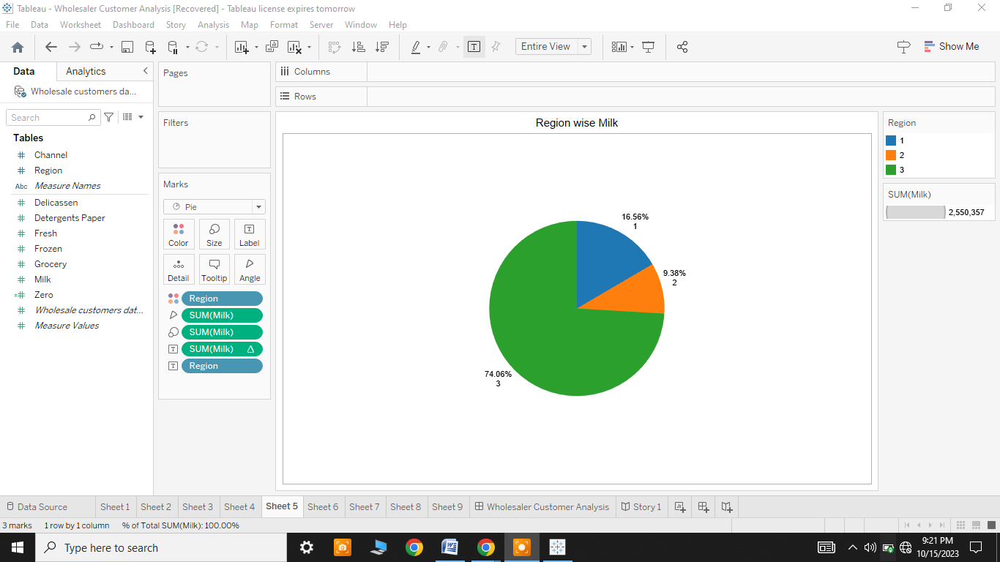 Tableau - Wholesaler Customer Analysis [Recovered] - Tableau license expires tomorrow
File Data Worksheet Dashboard Story Analysis Map Format Server Window Help
Entire View
Show Me
Data Analytics
Wholesale customers da...
Search
Tables
Channel
Region
Abc Measure Names
Delicassen
Detergents Paper
Fresh
Frozen
Grocery
Milk
Zero
Wholesale customers dat...
Measure Values
Pages
Filters
Marks
Pie
Color Size Label
Detail Tooltip Angle
Region
SUM(Milk)
SUM(Milk)
SUM(Milk)
Region
Columns
Rows
Region wise Milk
16.56%
1
9.38%
2
74.06%
3
Region
1
2
3
SUM(Milk)
2,550,357
Data Source Sheet 1 Sheet 2 Sheet 3 Sheet 4 Sheet 5 Sheet 6 Sheet 7 Sheet 8 Sheet 9 Wholesaler Customer Analysis Story 1
3 marks 1 row by 1 column % of Total SUM(Milk): 100.00%
Type here to search
9:21 PM
10/15/2023